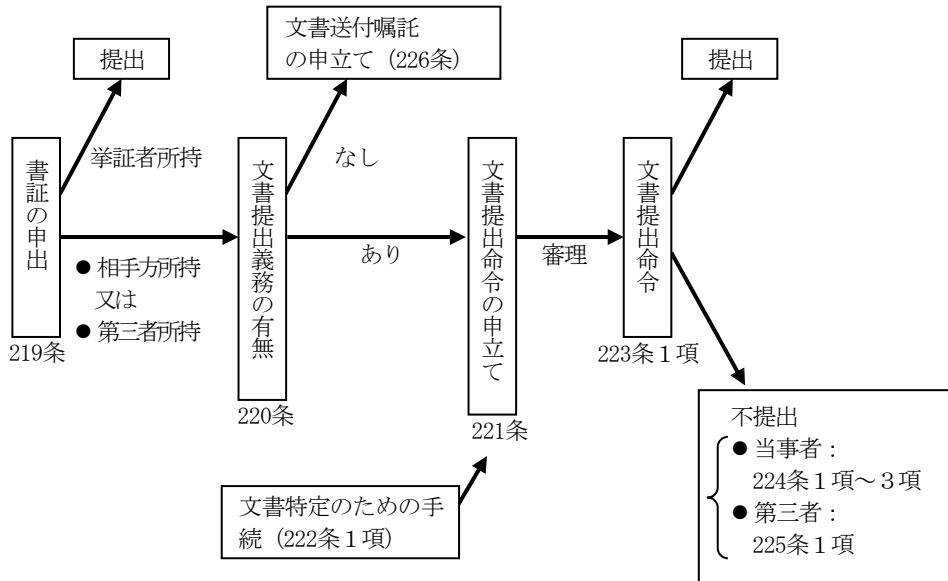 提出
文書送付嘱託
の申立て（226条）
提出
書証の申出
219条
挙証者所持
● 相手方所持
又は
● 第三者所持
文書提出義務の有無
220条
なし
あり
文書提出命令の申立て
221条
文書特定のための手
続（222条１項）
審理
文書提出命令
223条１項
不提出
● 当事者：
224条１項～３項
● 第三者：
225条１項